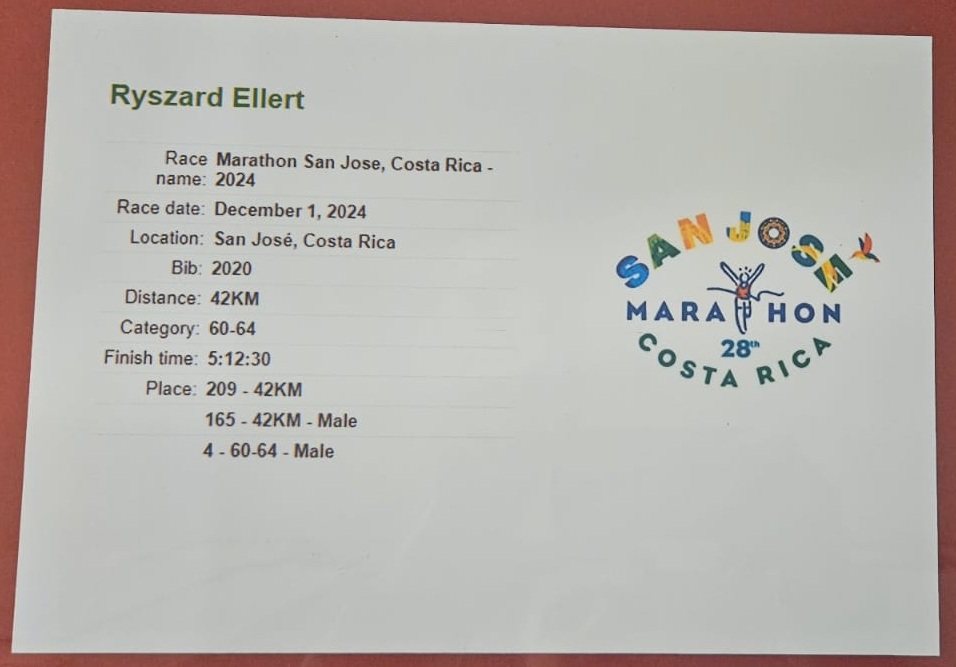 Ryszard Ellert
Race name: Marathon San Jose, Costa Rica - 2024
Race date: December 1, 2024
Location: San José, Costa Rica
Bib: 2020
Distance: 42KM
Category: 60-64
Finish time: 5:12:30
Place: 209 - 42KM
165 - 42KM - Male
4 - 60-64 - Male
SAN JOSM
MARATHON
28th
COSTA RICA